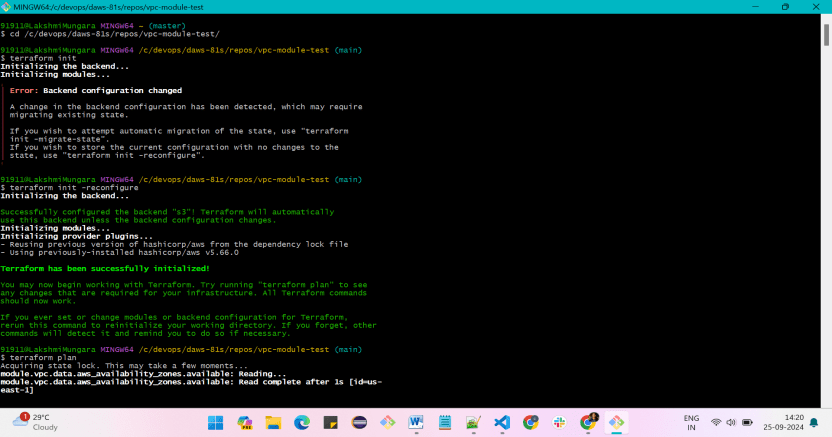 MINGW64:/c/devops/daws-81s/repos/vpc-module-test
91911@LakshmiMungara MINGW64 ~ (master)
$ cd /c/devops/daws-81s/repos/vpc-module-test/
91911@LakshmiMungara MINGW64 /c/devops/daws-81s/repos/vpc-module-test (main)
$ terraform init
Initializing the backend...
Initializing modules...
Error: Backend configuration changed
A change in the backend configuration has been detected, which may require
migrating existing state.
If you wish to attempt automatic migration of the state, use "terraform
init -migrate-state".
If you wish to store the current configuration with no changes to the
state, use "terraform init -reconfigure".
91911@LakshmiMungara MINGW64 /c/devops/daws-81s/repos/vpc-module-test (main)
$ terraform init -reconfigure
Initializing the backend...
Successfully configured the backend "s3"! Terraform will automatically
use this backend unless the backend configuration changes.
Initializing modules...
Initializing provider plugins...
- Reusing previous version of hashicorp/aws from the dependency lock file
- Using previously-installed hashicorp/aws v5.66.0
Terraform has been successfully initialized!
You may now begin working with Terraform. Try running "terraform plan" to see
any changes that are required for your infrastructure. All Terraform commands
should now work.
If you ever set or change modules or backend configuration for Terraform,
rerun this command to reinitialize your working directory. If you forget, other
commands will detect it and remind you to do so if necessary.
91911@LakshmiMungara MINGW64 /c/devops/daws-81s/repos/vpc-module-test (main)
$ terraform plan
Acquiring state lock. This may take a few moments...
module.vpc.data.aws_availability_zones.available: Reading...
module.vpc.data.aws_availability_zones.available: Read complete after 1s [id=us-
east-1]
1
29°C
Cloudy
PRE
ENG
IN
14:20
25-09-2024